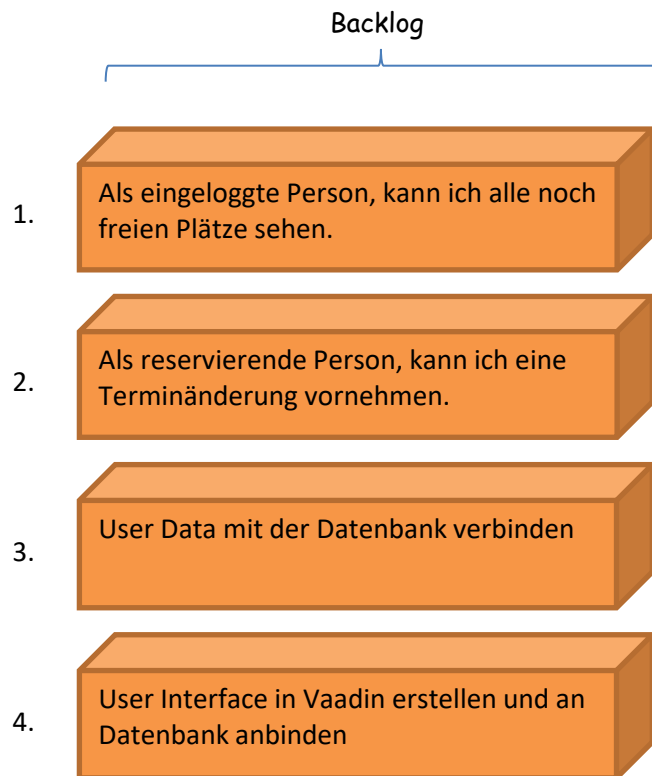 Backlog
1.
Als eingeloggte Person, kann ich alle noch
freien Plätze sehen.
2.
Als reservierende Person, kann ich eine
Terminänderung vornehmen.
3.
User Data mit der Datenbank verbinden
4.
User Interface in Vaadin erstellen und an
Datenbank anbinden